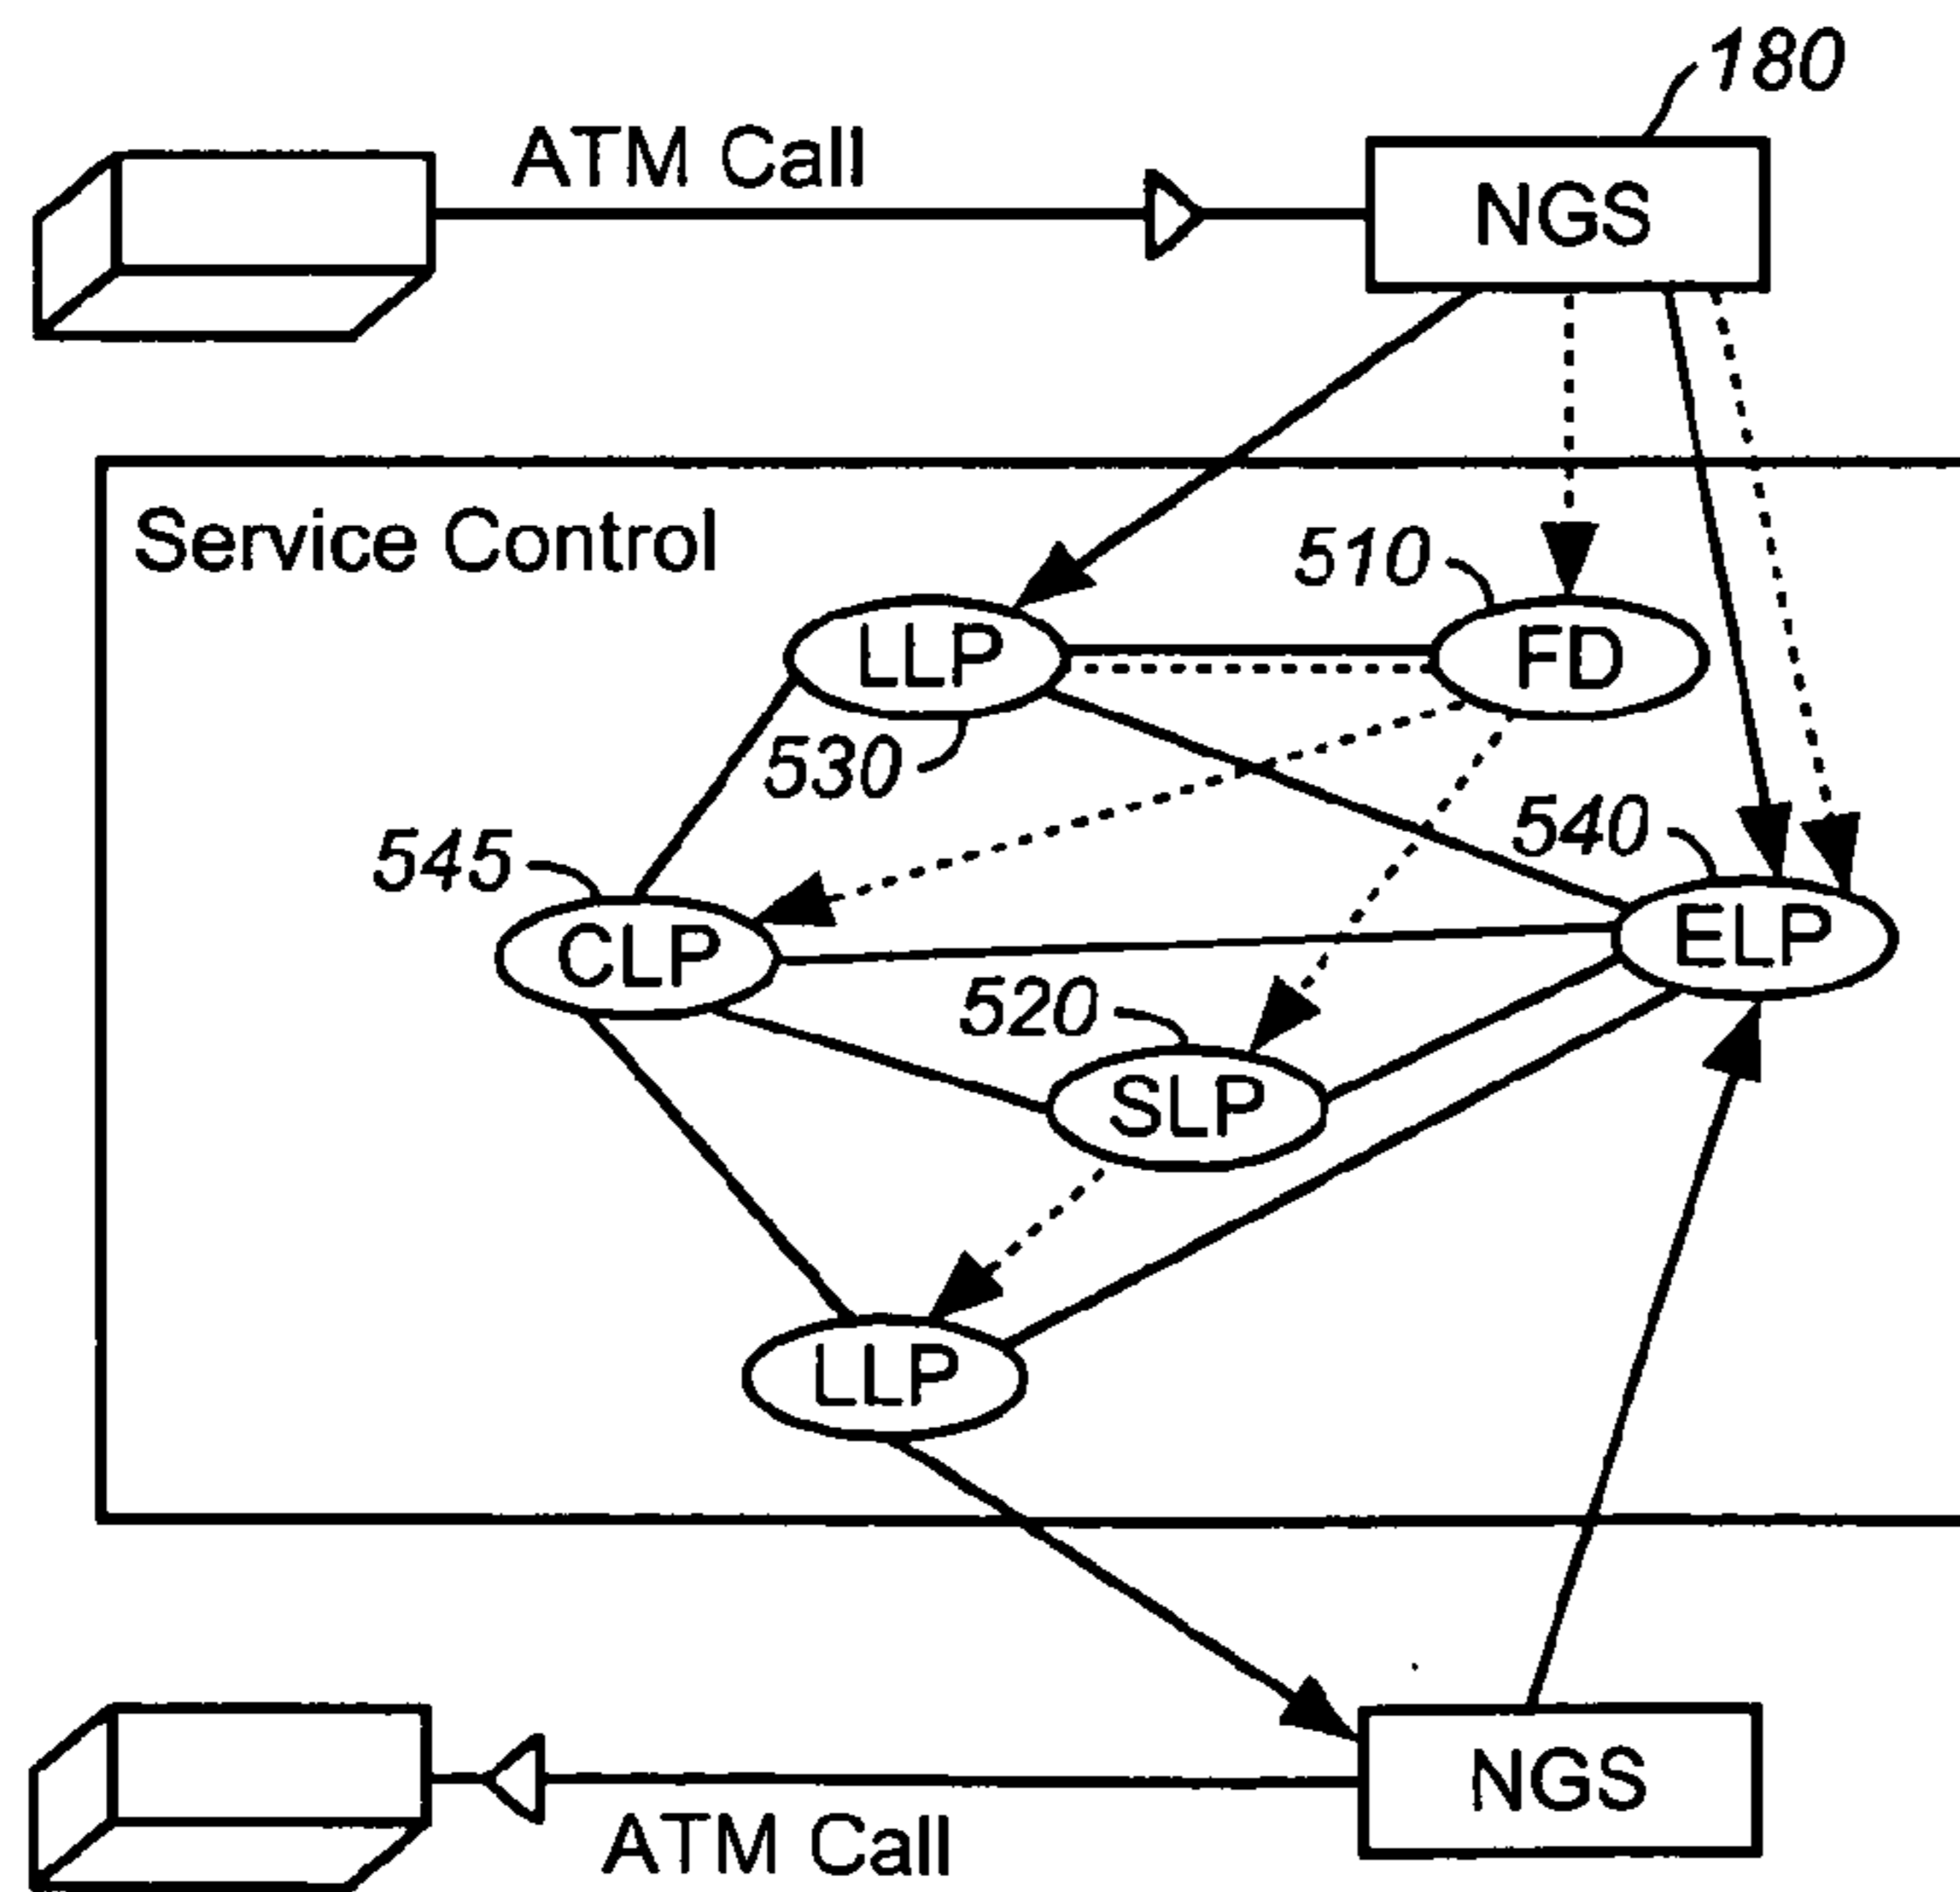 180
ATM Call
NGS
Service Control
510
LLP
FD
530
540
545
ELP
CLP
520
SLP
LLP
NGS
ATM Call